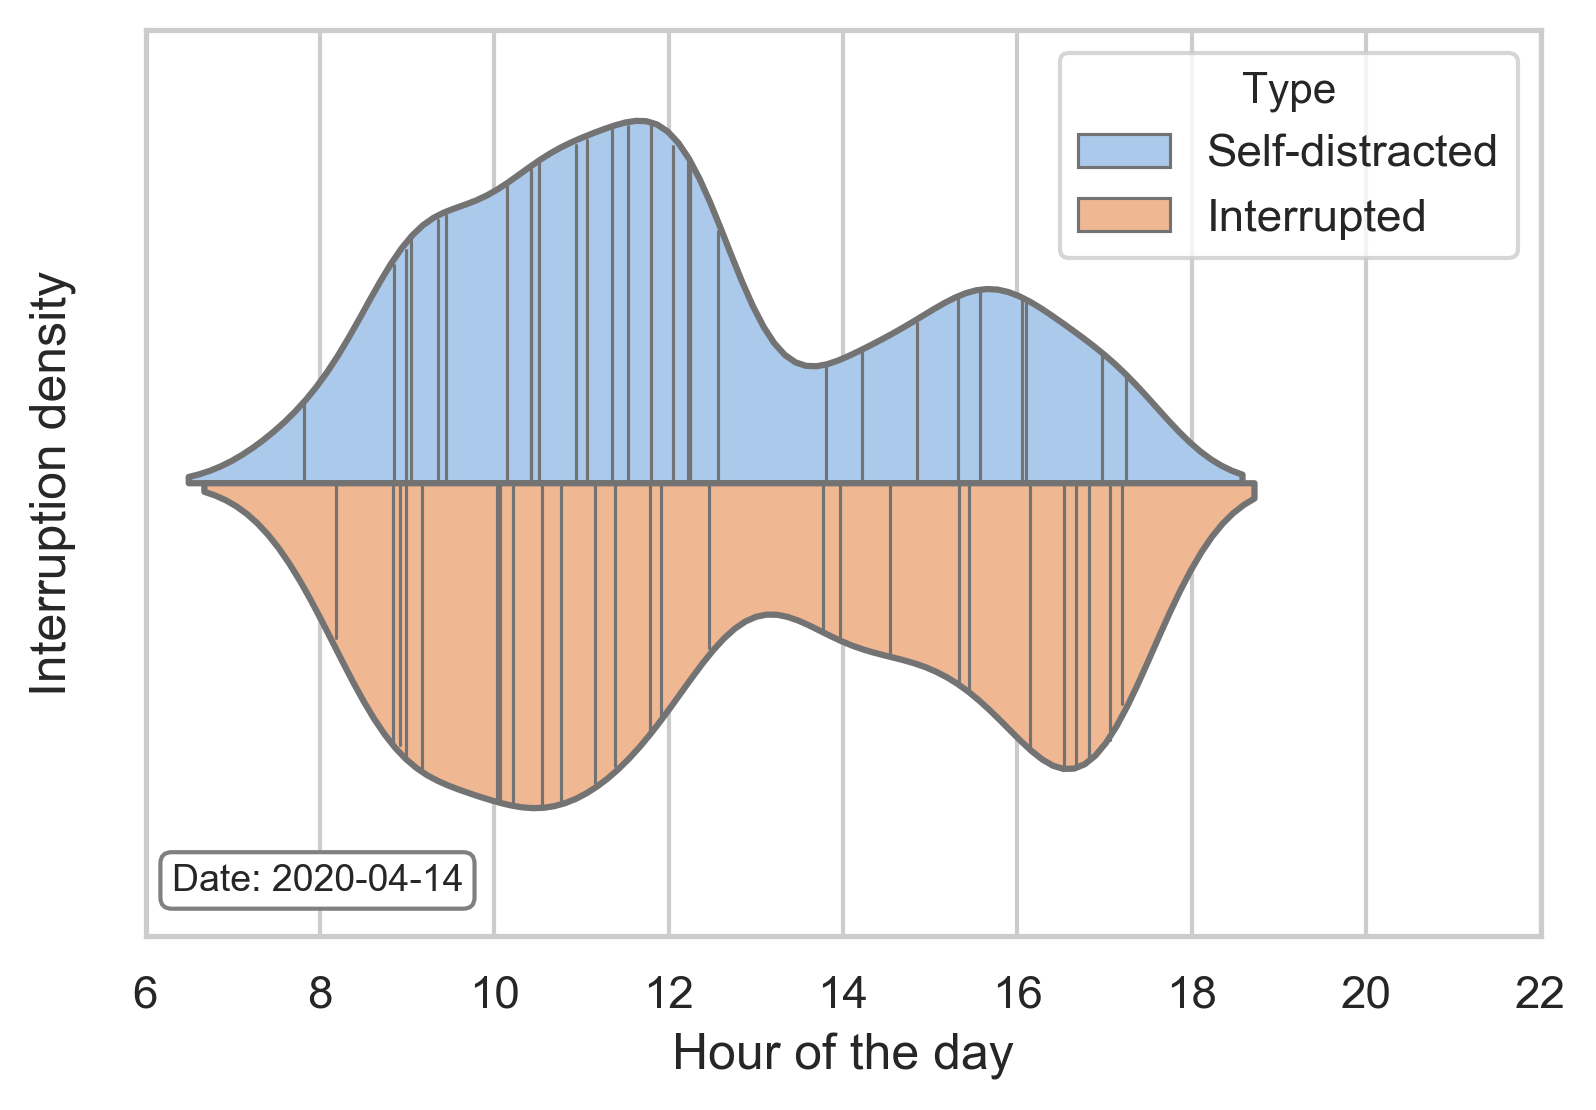 Type
Self-distracted
Interrupted
Interruption density
Date: 2020-04-14
6 8 10 12 14 16 18 20 22
Hour of the day